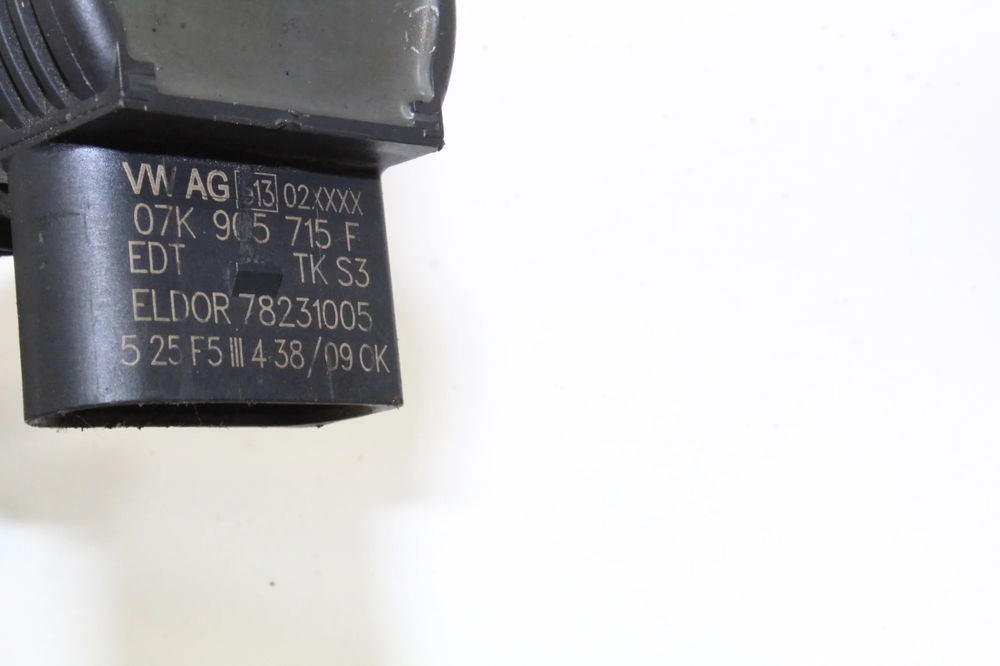 VW AG e13 02XXXX
07K 905 715 F
EDT TK S3
ELDOR 78231005
5 25 F5 III 4 38/09 OK